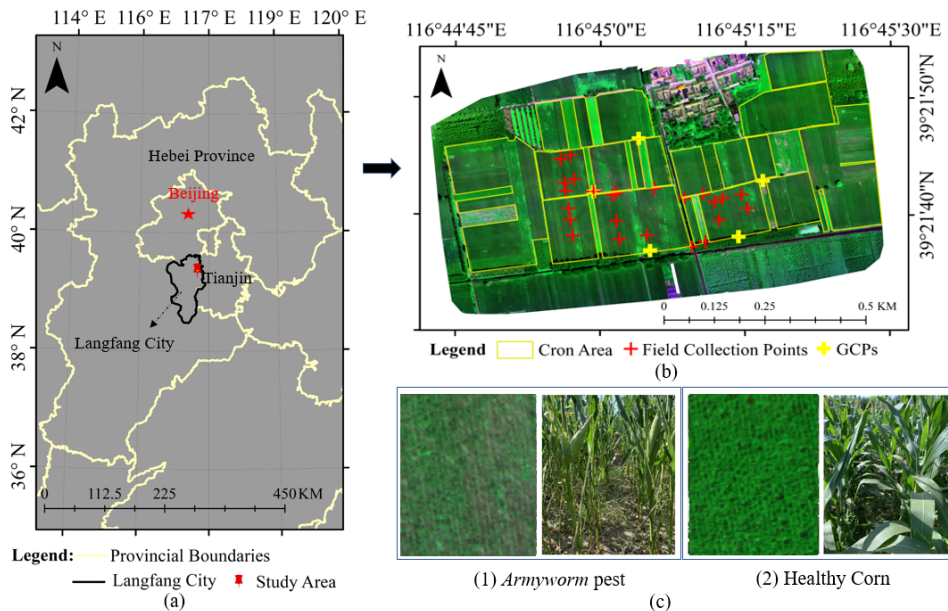 114° E 117° E 120° E
N
42° N
40° N
38° N
36° N
Hebei Province
Beijing
Tianjin
Langfang City
0 112.5 225 450 KM
Legend: Provincial Boundaries
Langfang City Study Area
(a)
116°44'45"E 116°45'0"E 116°45'15"E 116°45'30"E
N
39°21'50"N
39°21'40"N
0 0.125 0.25 0.5 KM
Legend Cron Area Field Collection Points GCPs
(b)
(1) Armyworm pest (2) Healthy Corn
(c)